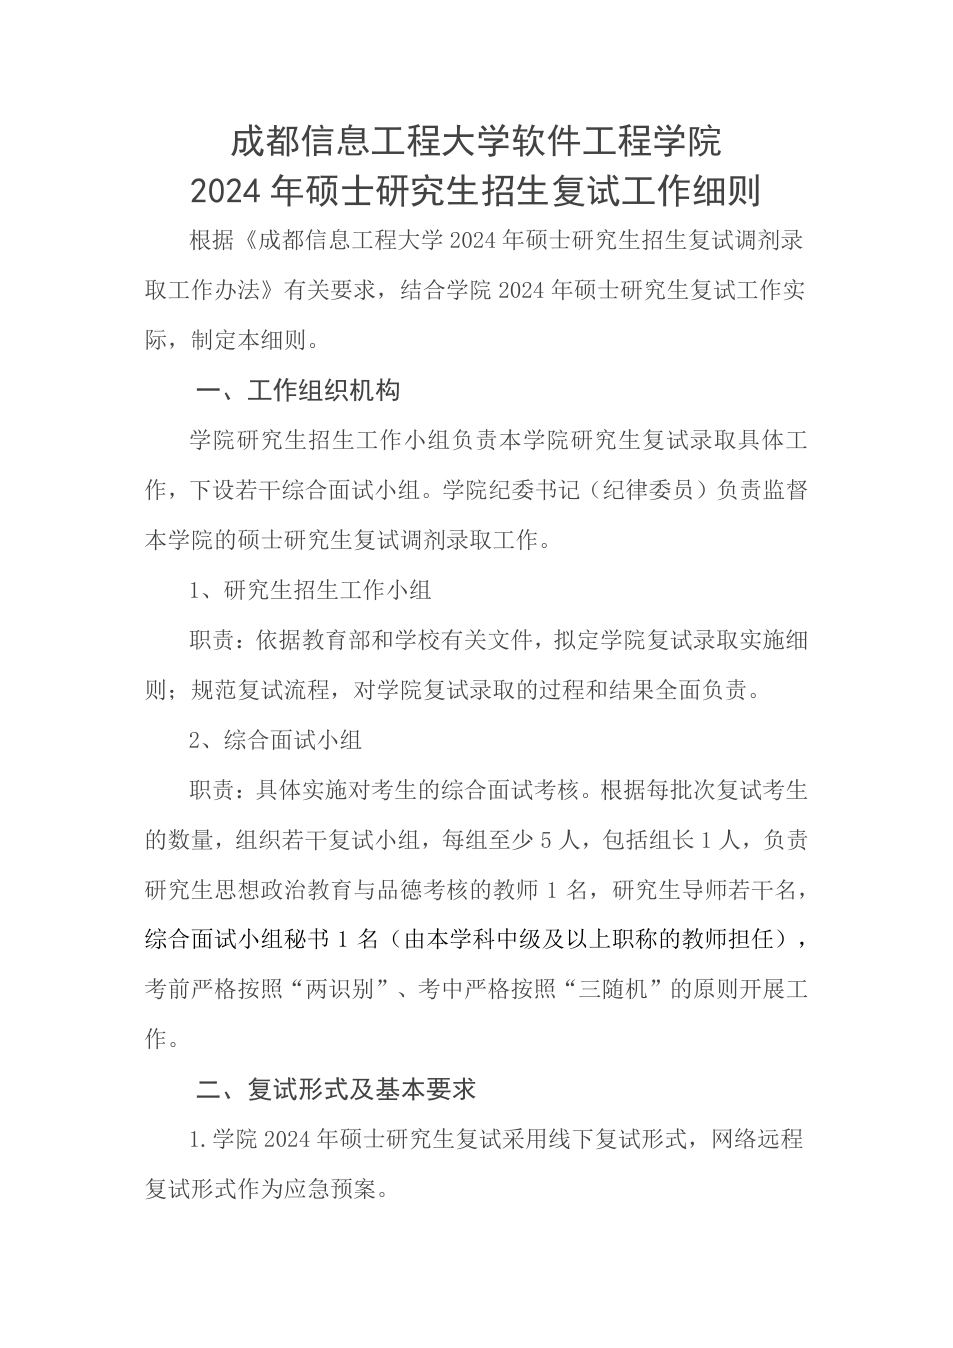 成都信息工程大学软件工程学院
2024 年硕士研究生招生复试工作细则
根据《成都信息工程大学 2024 年硕士研究生招生复试调剂录
取工作办法》有关要求，结合学院 2024 年硕士研究生复试工作实
际，制定本细则。
一、工作组织机构
学院研究生招生工作小组负责本学院研究生复试录取具体工
作，下设若干综合面试小组。学院纪委书记（纪律委员）负责监督
本学院的硕士研究生复试调剂录取工作。
1、研究生招生工作小组
职责：依据教育部和学校有关文件，拟定学院复试录取实施细
则；规范复试流程，对学院复试录取的过程和结果全面负责。
2、综合面试小组
职责：具体实施对考生的综合面试考核。根据每批次复试考生
的数量，组织若干复试小组，每组至少 5 人，包括组长 1 人，负责
研究生思想政治教育与品德考核的教师 1 名，研究生导师若干名，
综合面试小组秘书 1 名（由本学科中级及以上职称的教师担任），
考前严格按照“两识别”、考中严格按照“三随机”的原则开展工
作。
二、复试形式及基本要求
1.学院 2024 年硕士研究生复试采用线下复试形式，网络远程
复试形式作为应急预案。